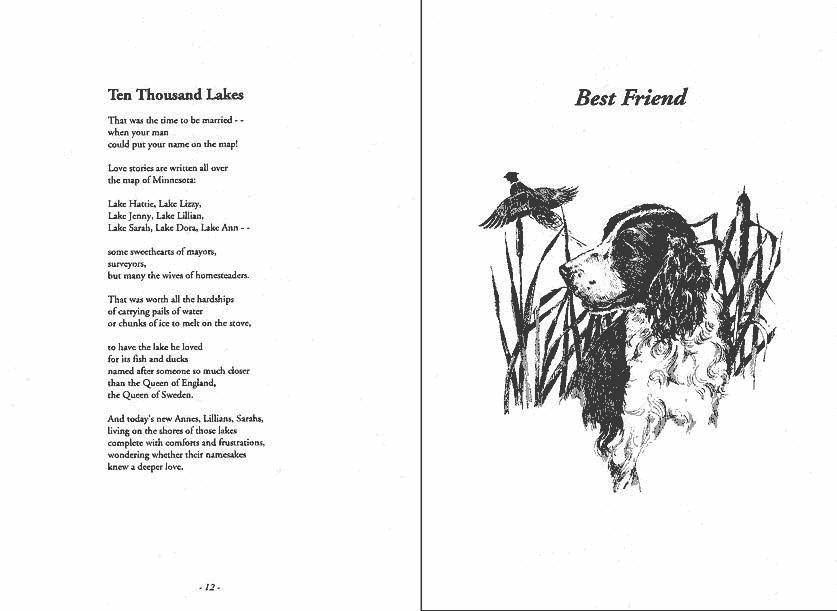 Ten Thousand Lakes
That was the time to be married - -
when your man
could put your name on the map!
Love stories are written all over
the map of Minnesota:
Lake Hattie, Lake Lizzy,
Lake Jenny, Lake Lillian,
Lake Sarah, Lake Dora, Lake Ann - -
some sweethearts of mayors,
surveyors,
but many the wives of homesteaders.
That was worth all the hardships
of carrying pails of water
or chunks of ice to melt on the stove,
to have the lake he loved
for its fish and ducks
named after someone so much closer
than the Queen of England,
the Queen of Sweden.
And today's new Annes, Lillians, Sarahs,
living on the shores of those lakes
complete with comforts and frustrations,
wondering whether their namesakes
knew a deeper love.
- 12 -
Best Friend